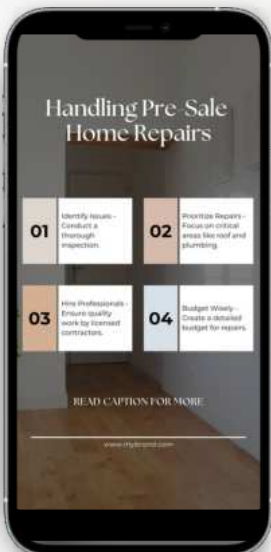 Handling Pre-Sale
Home Repairs
01
Identify Issues -
Conduct a
thorough
inspection.
02
Prioritize Repairs -
Focus on critical
areas like roof and
plumbing.
03
Hire Professionals -
Ensure quality
work by licensed
contractors.
04
Budget Wisely -
Create a detailed
budget for repairs.
READ CAPTION FOR MORE
www.mybrand.com